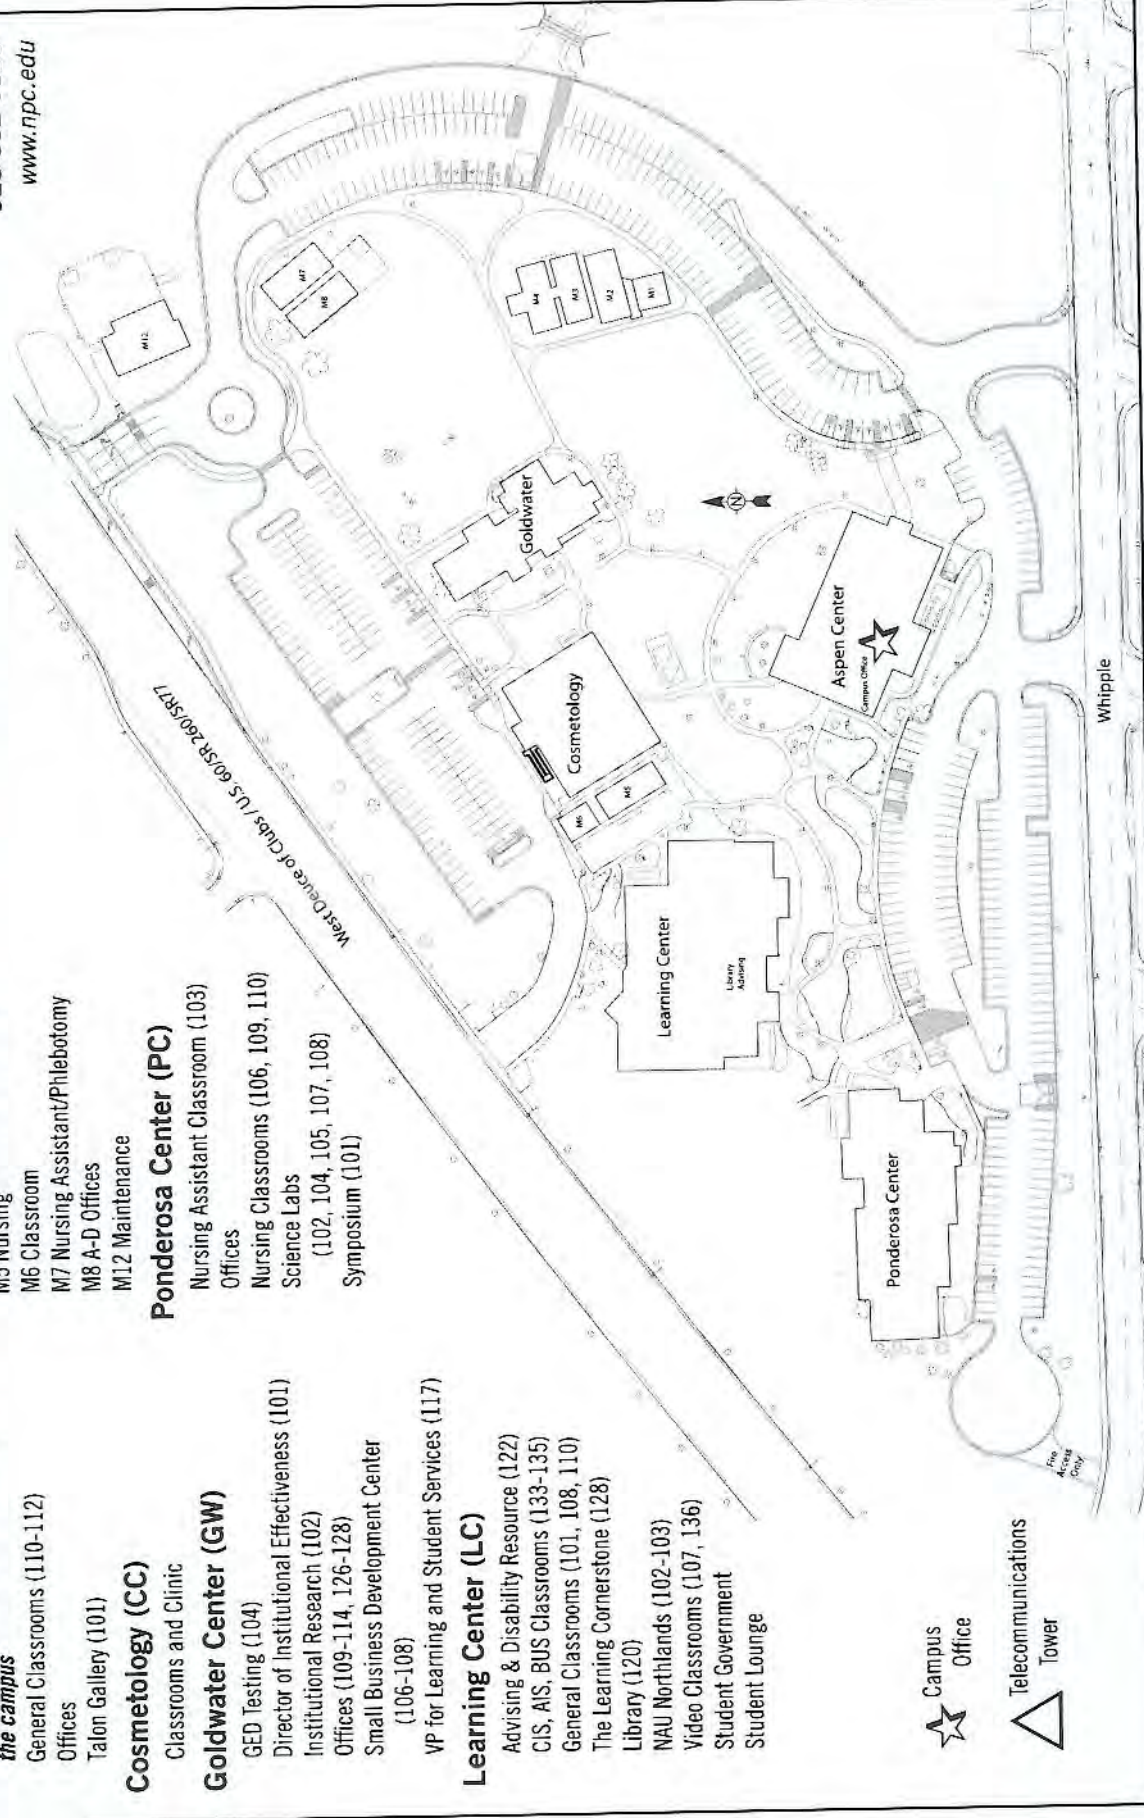 the campus
General Classrooms (110-112)
Offices
Talon Gallery (101)
Cosmetology (CC)
Classrooms and Clinic
Goldwater Center (GW)
GED Testing (104)
Director of Institutional Effectiveness (101)
Institutional Research (102)
Offices (109-114, 126-128)
Small Business Development Center
(106-108)
VP for Learning and Student Services (117)
Learning Center (LC)
Advising & Disability Resource (122)
CIS, AIS, BUS Classrooms (133-135)
General Classrooms (101, 108, 110)
The Learning Cornerstone (128)
Library (120)
NAU Northlands (102-103)
Video Classrooms (107, 136)
Student Government
Student Lounge
Campus
Office
Telecommunications
Tower
M5 Nursing
M6 Classroom
M7 Nursing Assistant/Phlebotomy
M8 A-D Offices
M12 Maintenance
Ponderosa Center (PC)
Nursing Assistant Classroom (103)
Offices
Nursing Classrooms (106, 109, 110)
Science Labs
(102, 104, 105, 107, 108)
Symposium (101)
www.npc.edu
West Deuce of Clubs / U.S. 60/SR 260/SR77
M12
M7
M8
M4
M3
M2
M1
Goldwater
N
Cosmetology
M6
M5
Learning Center
Library
Advising
Aspen Center
Campus Office
Ponderosa Center
Fire
Access
Only
Whipple